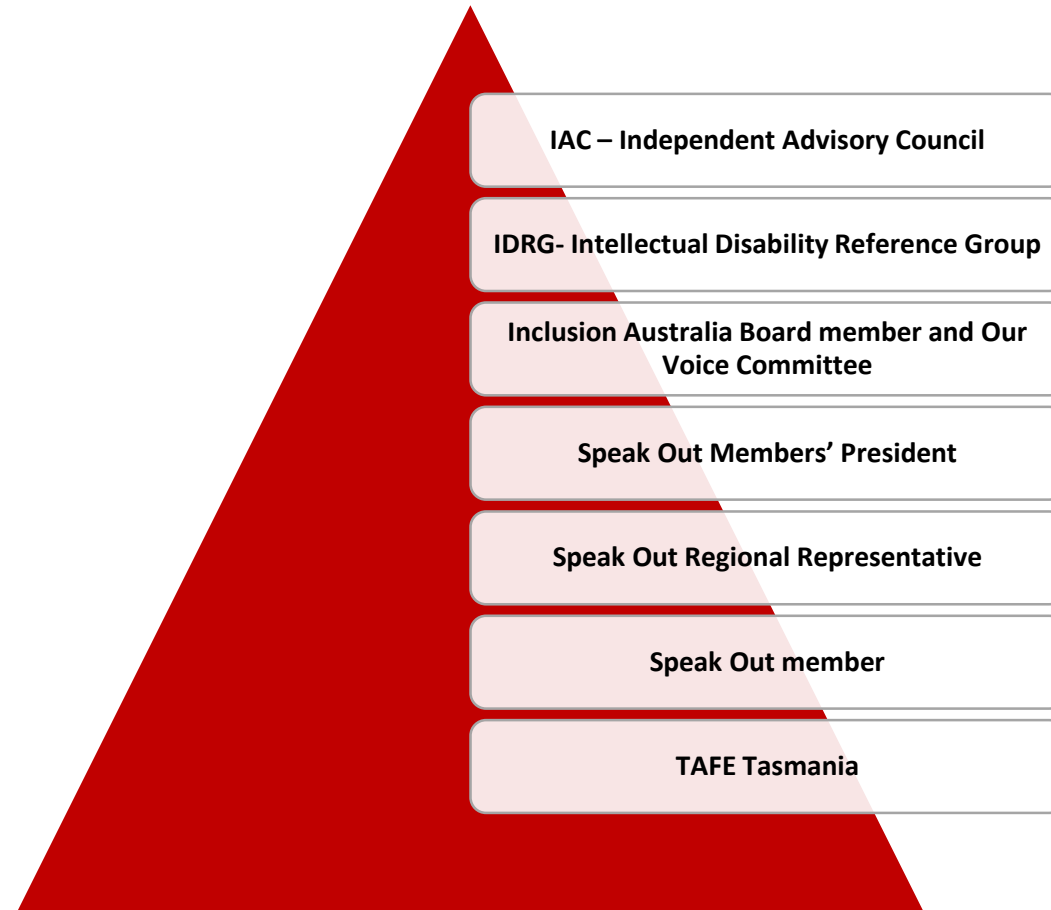 IAC – Independent Advisory Council
IDRG- Intellectual Disability Reference Group
Inclusion Australia Board member and Our
Voice Committee
Speak Out Members’ President
Speak Out Regional Representative
Speak Out member
TAFE Tasmania